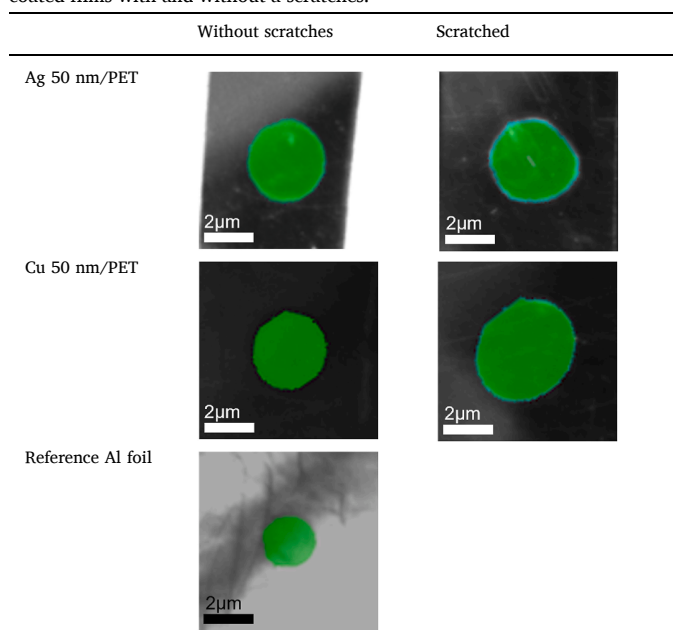 coated films with and without a scratches.
Without scratches Scratched
Ag 50 nm/PET
2μm
2μm
Cu 50 nm/PET
2μm
2μm
Reference Al foil
2μm